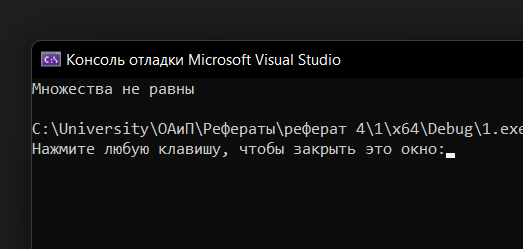 Консоль отладки Microsoft Visual Studio
Множества не равны
C:\University\ОАиП\Рефераты\реферат 4\1\x64\Debug\1.exe
Нажмите любую клавишу, чтобы закрыть это окно: